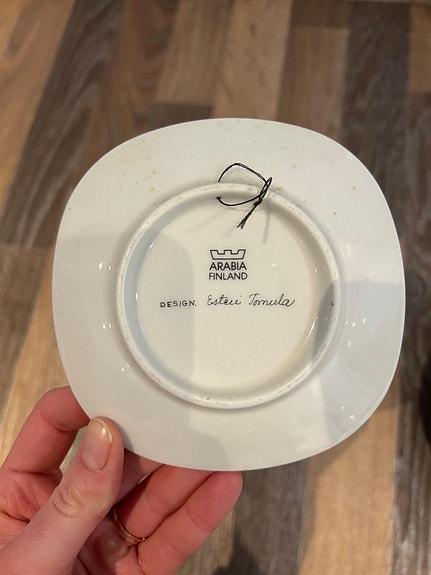 ARABIA
FINLAND
DESIGN. Esteri Tomula